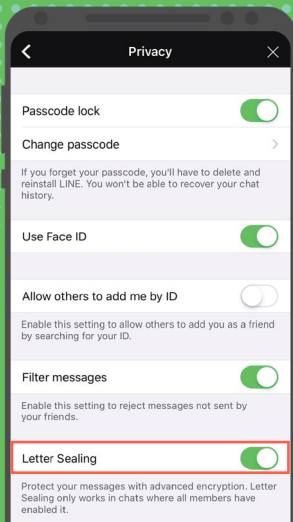 Privacy
Passcode lock
Change passcode
If you forget your passcode, you'll have to delete and
reinstall LINE. You won't be able to recover your chat
history.
Use Face ID
Allow others to add me by ID
Enable this setting to allow others to add you as a friend
by searching for your ID.
Filter messages
Enable this setting to reject messages not sent by
your friends.
Letter Sealing
Protect your messages with advanced encryption. Letter
Sealing only works in chats where all members have
enabled it.